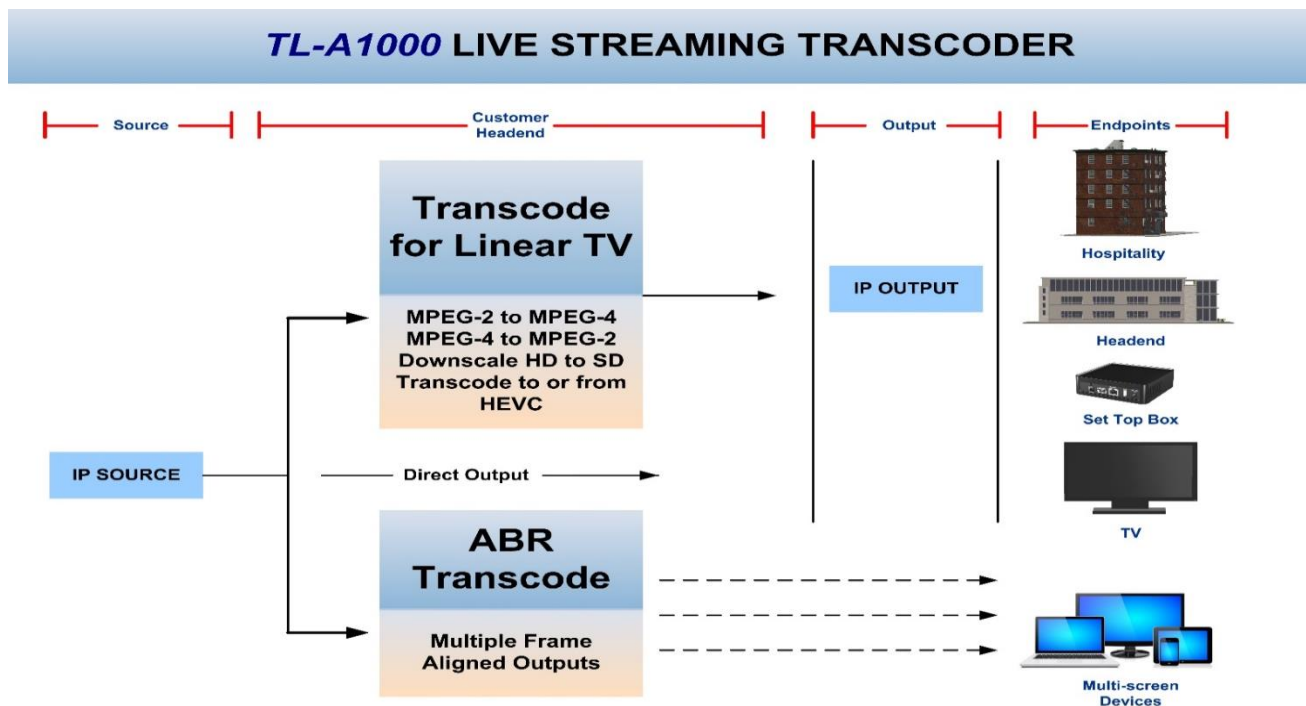 TL-A1000 LIVE STREAMING TRANSCODER
Source
Customer
Headend
Output
Endpoints
Transcode
for Linear TV
MPEG-2 to MPEG-4
MPEG-4 to MPEG-2
Downscale HD to SD
Transcode to or from
HEVC
IP OUTPUT
Hospitality
Headend
Set Top Box
IP SOURCE
Direct Output
TV
ABR
Transcode
Multiple Frame
Aligned Outputs
Multi-screen
Devices